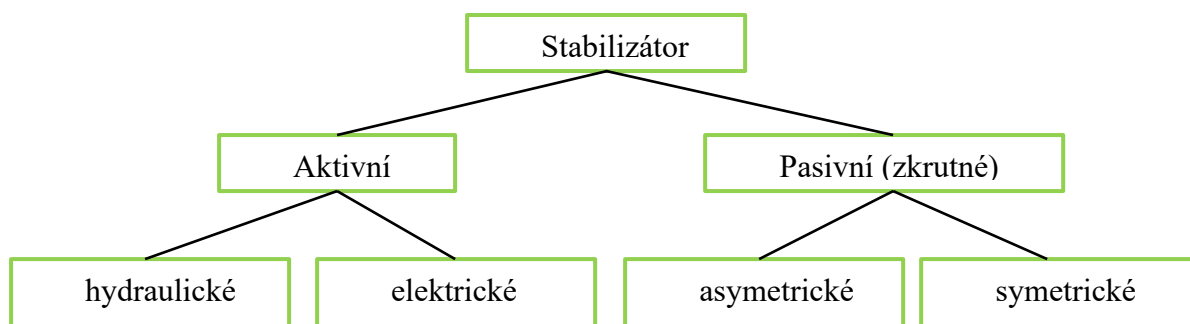 Stabilizátor
Aktivní
Pasivní (zkrutné)
hydraulické
elektrické
asymetrické
symetrické